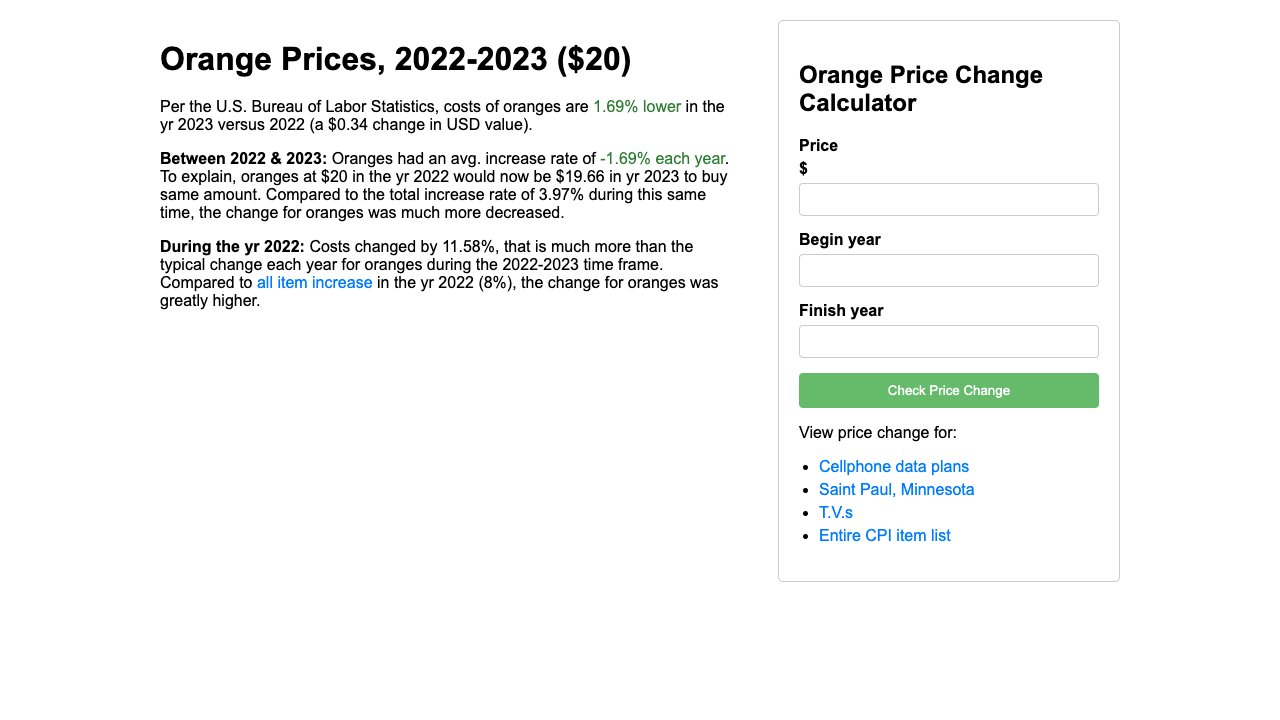 Orange Prices, 2022-2023 ($20)
Per the U.S. Bureau of Labor Statistics, costs of oranges are 1.69% lower in the
yr 2023 versus 2022 (a $0.34 change in USD value).
Between 2022 & 2023: Oranges had an avg. increase rate of -1.69% each year.
To explain, oranges at $20 in the yr 2022 would now be $19.66 in yr 2023 to buy
same amount. Compared to the total increase rate of 3.97% during this same
time, the change for oranges was much more decreased.
During the yr 2022: Costs changed by 11.58%, that is much more than the
typical change each year for oranges during the 2022-2023 time frame.
Compared to all item increase in the yr 2022 (8%), the change for oranges was
greatly higher.
Orange Price Change
Calculator
Price
$
Begin year
Finish year
Check Price Change
View price change for:
Cellphone data plans
Saint Paul, Minnesota
T.V.s
Entire CPI item list